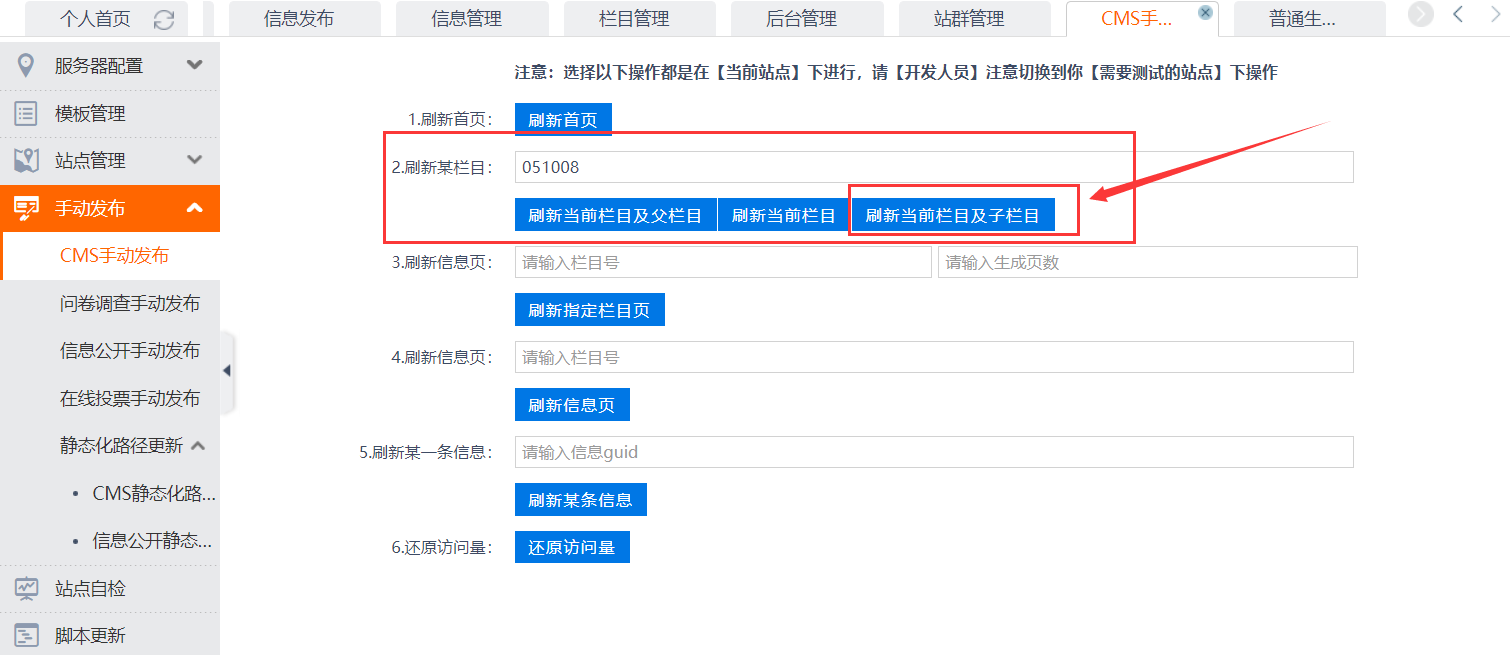 个人首页
信息发布
信息管理
栏目管理
后台管理
站群管理
CMS手...
普通生...
服务器配置
模板管理
站点管理
手动发布
CMS手动发布
问卷调查手动发布
信息公开手动发布
在线投票手动发布
静态化路径更新
• CMS静态化路...
• 信息公开静态...
站点自检
脚本更新
注意：选择以下操作都是在【当前站点】下进行，请【开发人员】注意切换到你【需要测试的站点】下操作
1.刷新首页： 刷新首页
2.刷新某栏目： 051008
刷新当前栏目及父栏目 刷新当前栏目 刷新当前栏目及子栏目
3.刷新信息页： 请输入栏目号 请输入生成页数
刷新指定栏目页
4.刷新信息页： 请输入栏目号
刷新信息页
5.刷新某一条信息： 请输入信息guid
刷新某条信息
6.还原访问量： 还原访问量